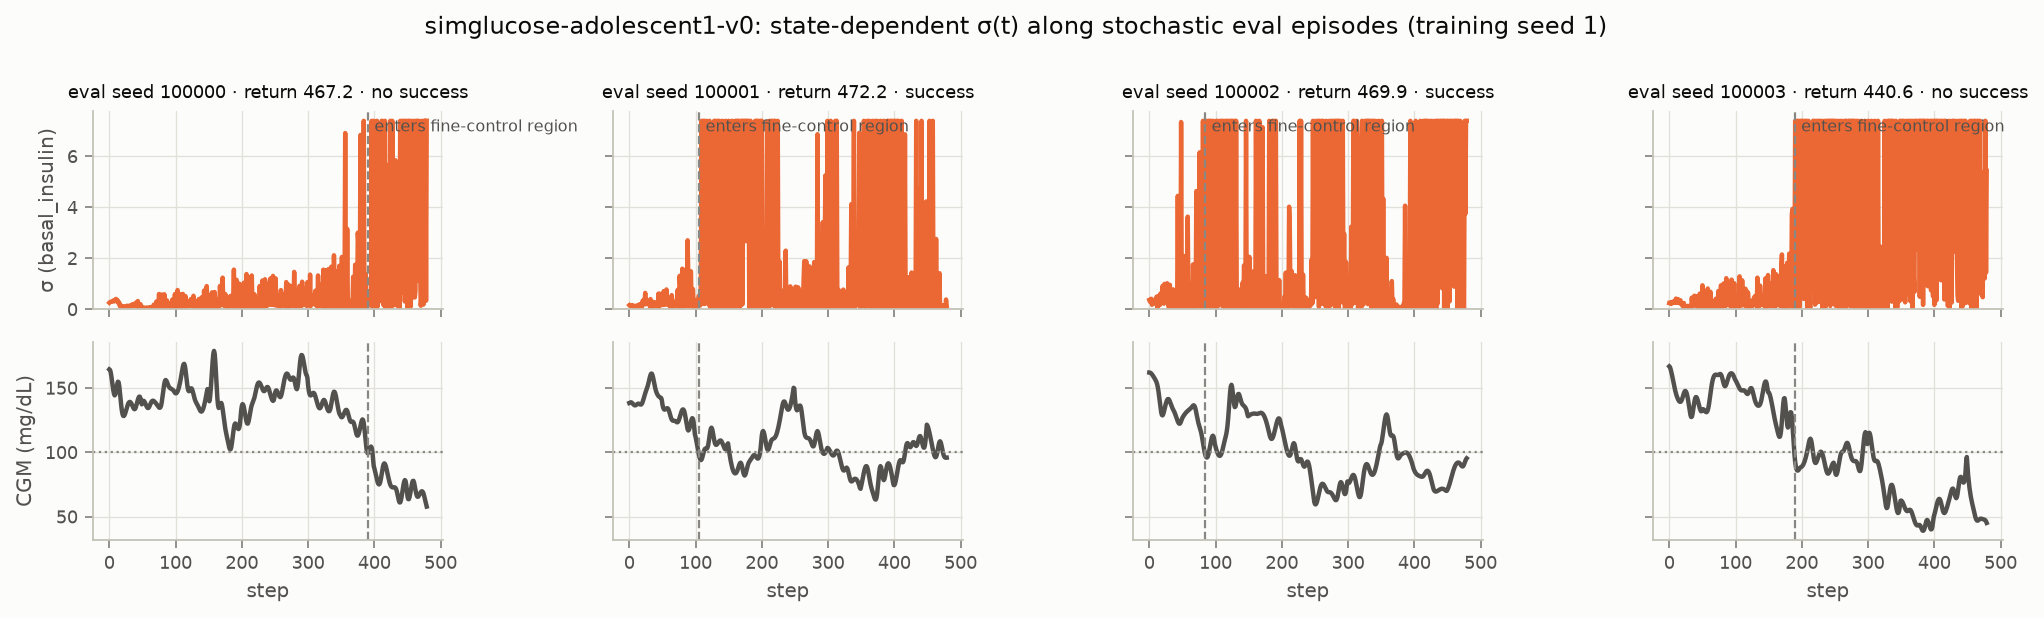 simglucose-adolescent1-v0: state-dependent σ(t) along stochastic eval episodes (training seed 1)
eval seed 100000 · return 467.2 · no success
eval seed 100001 · return 472.2 · success
eval seed 100002 · return 469.9 · success
eval seed 100003 · return 440.6 · no success
σ (basal_insulin)
6
4
2
0
enters fine-control region
enters fine-control region
enters fine-control region
enters fine-control region
CGM (mg/dL)
150
100
50
0 100 200 300 400 500
0 100 200 300 400 500
0 100 200 300 400 500
0 100 200 300 400 500
step
step
step
step